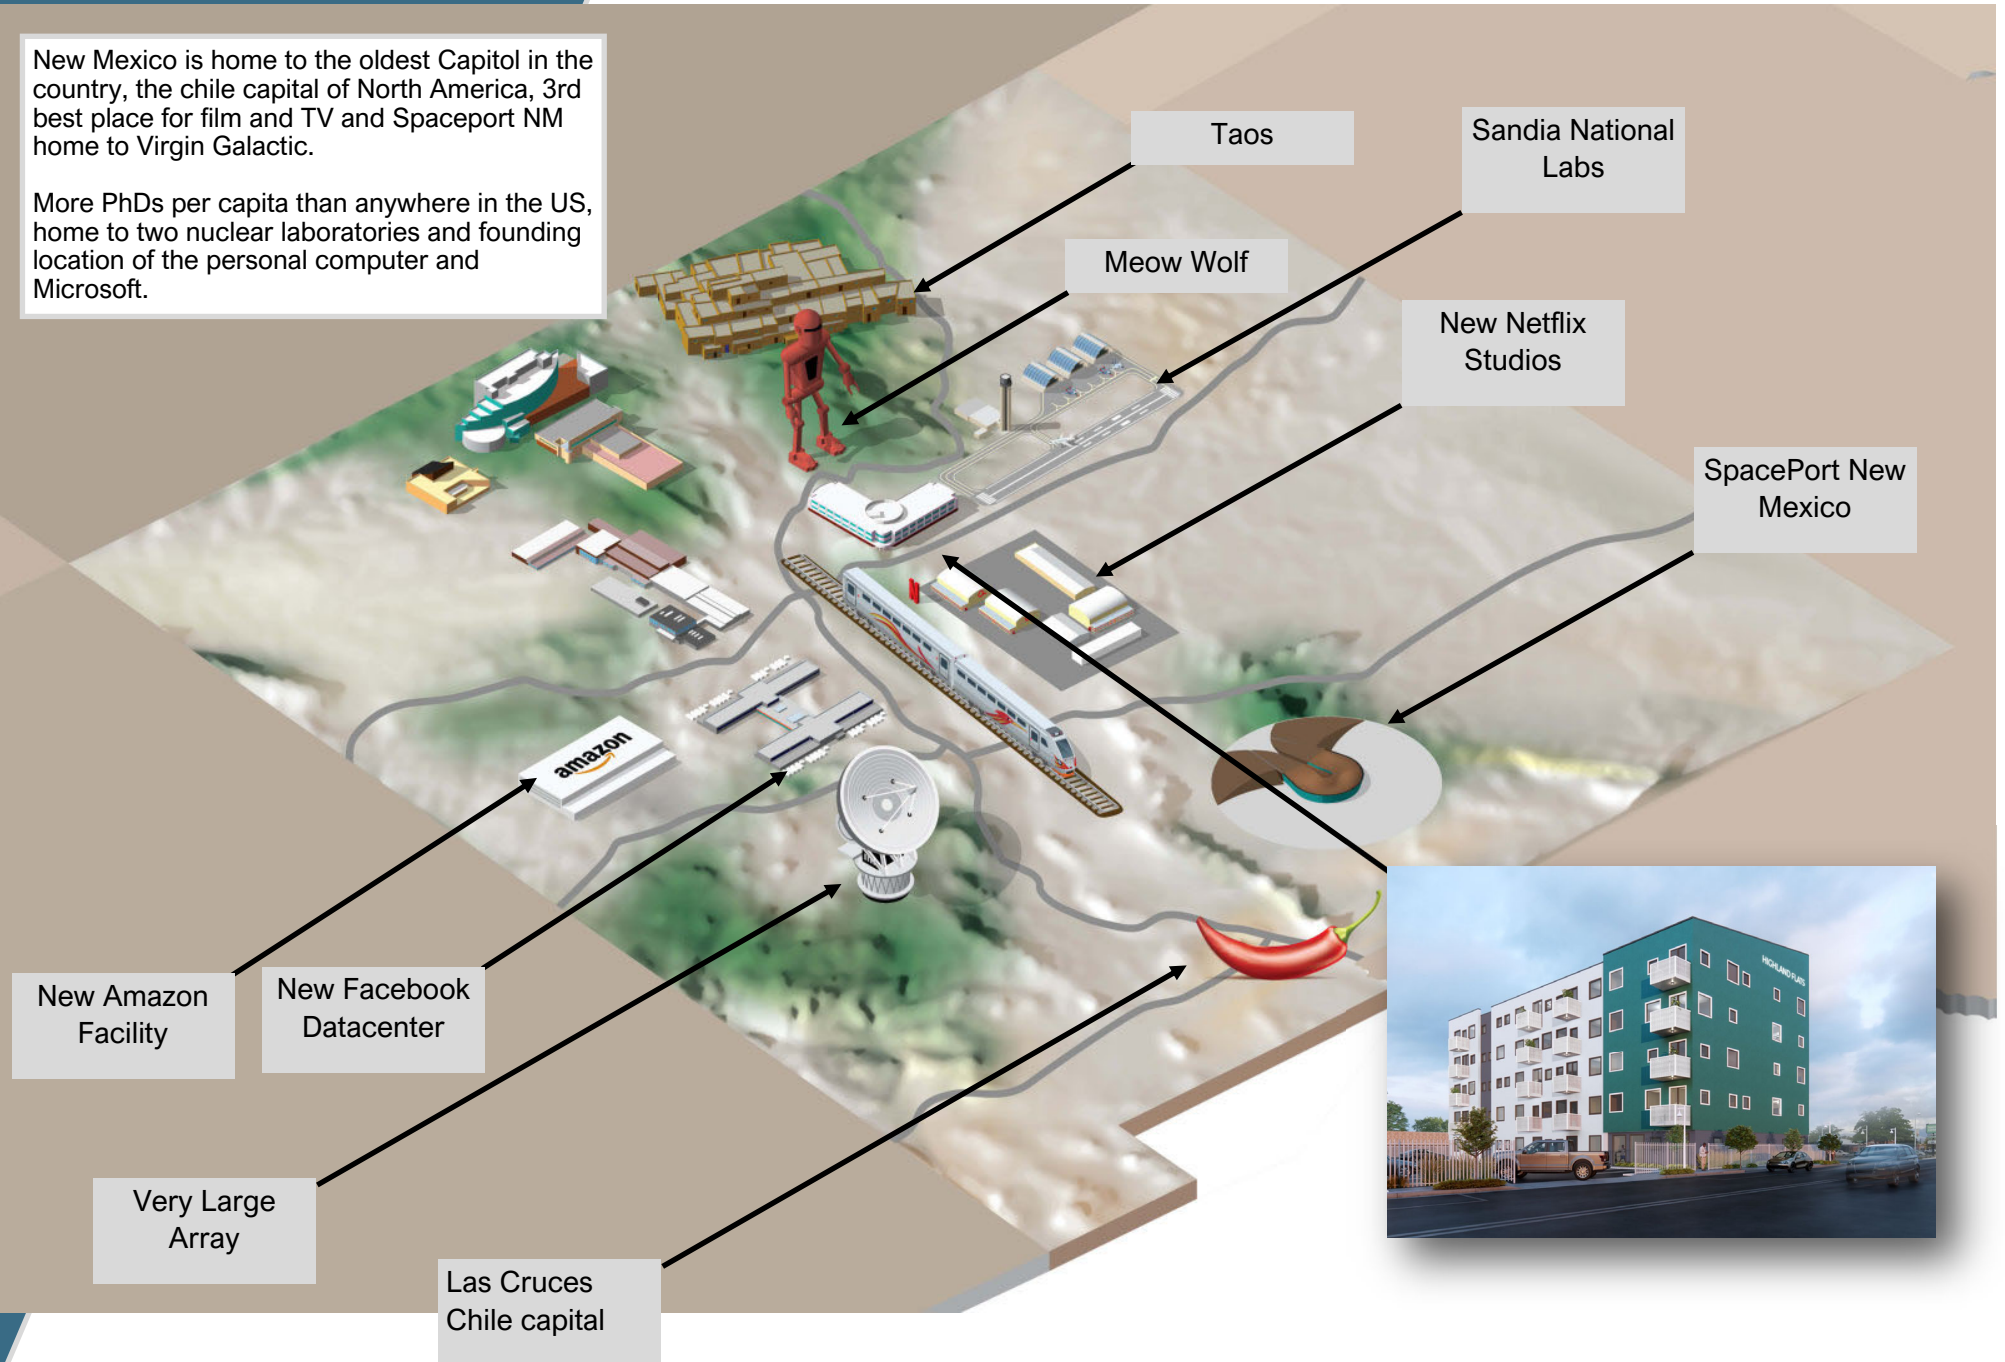 New Mexico is home to the oldest Capitol in the
country, the chile capital of North America, 3rd
best place for film and TV and Spaceport NM
home to Virgin Galactic.
More PhDs per capita than anywhere in the US,
home to two nuclear laboratories and founding
location of the personal computer and
Microsoft.
Taos
Sandia National
Labs
Meow Wolf
New Netflix
Studios
SpacePort New
Mexico
N
amazon
HIGHLAND FLATS
New Amazon
Facility
New Facebook
Datacenter
Very Large
Array
Las Cruces
Chile capital